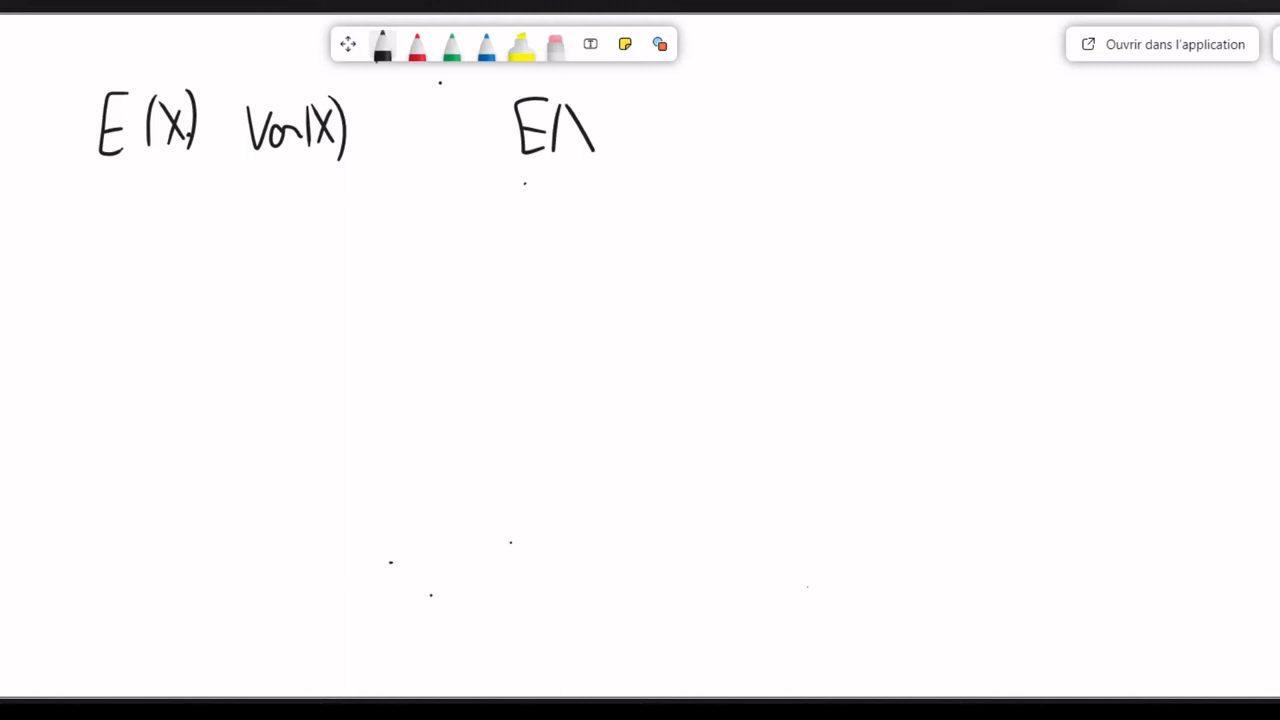 Ouvrir dans l'application
E(X) Var(X) E(\